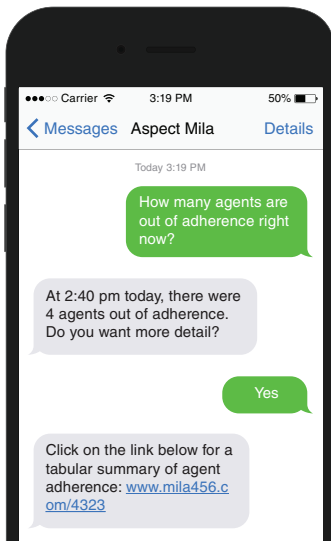 Carrier 3:19 PM 50%
Messages Aspect Mila Details
Today 3:19 PM
How many agents are
out of adherence right
now?
At 2:40 pm today, there were
4 agents out of adherence.
Do you want more detail?
Yes
Click on the link below for a
tabular summary of agent
adherence: www.mila456.c
om/4323